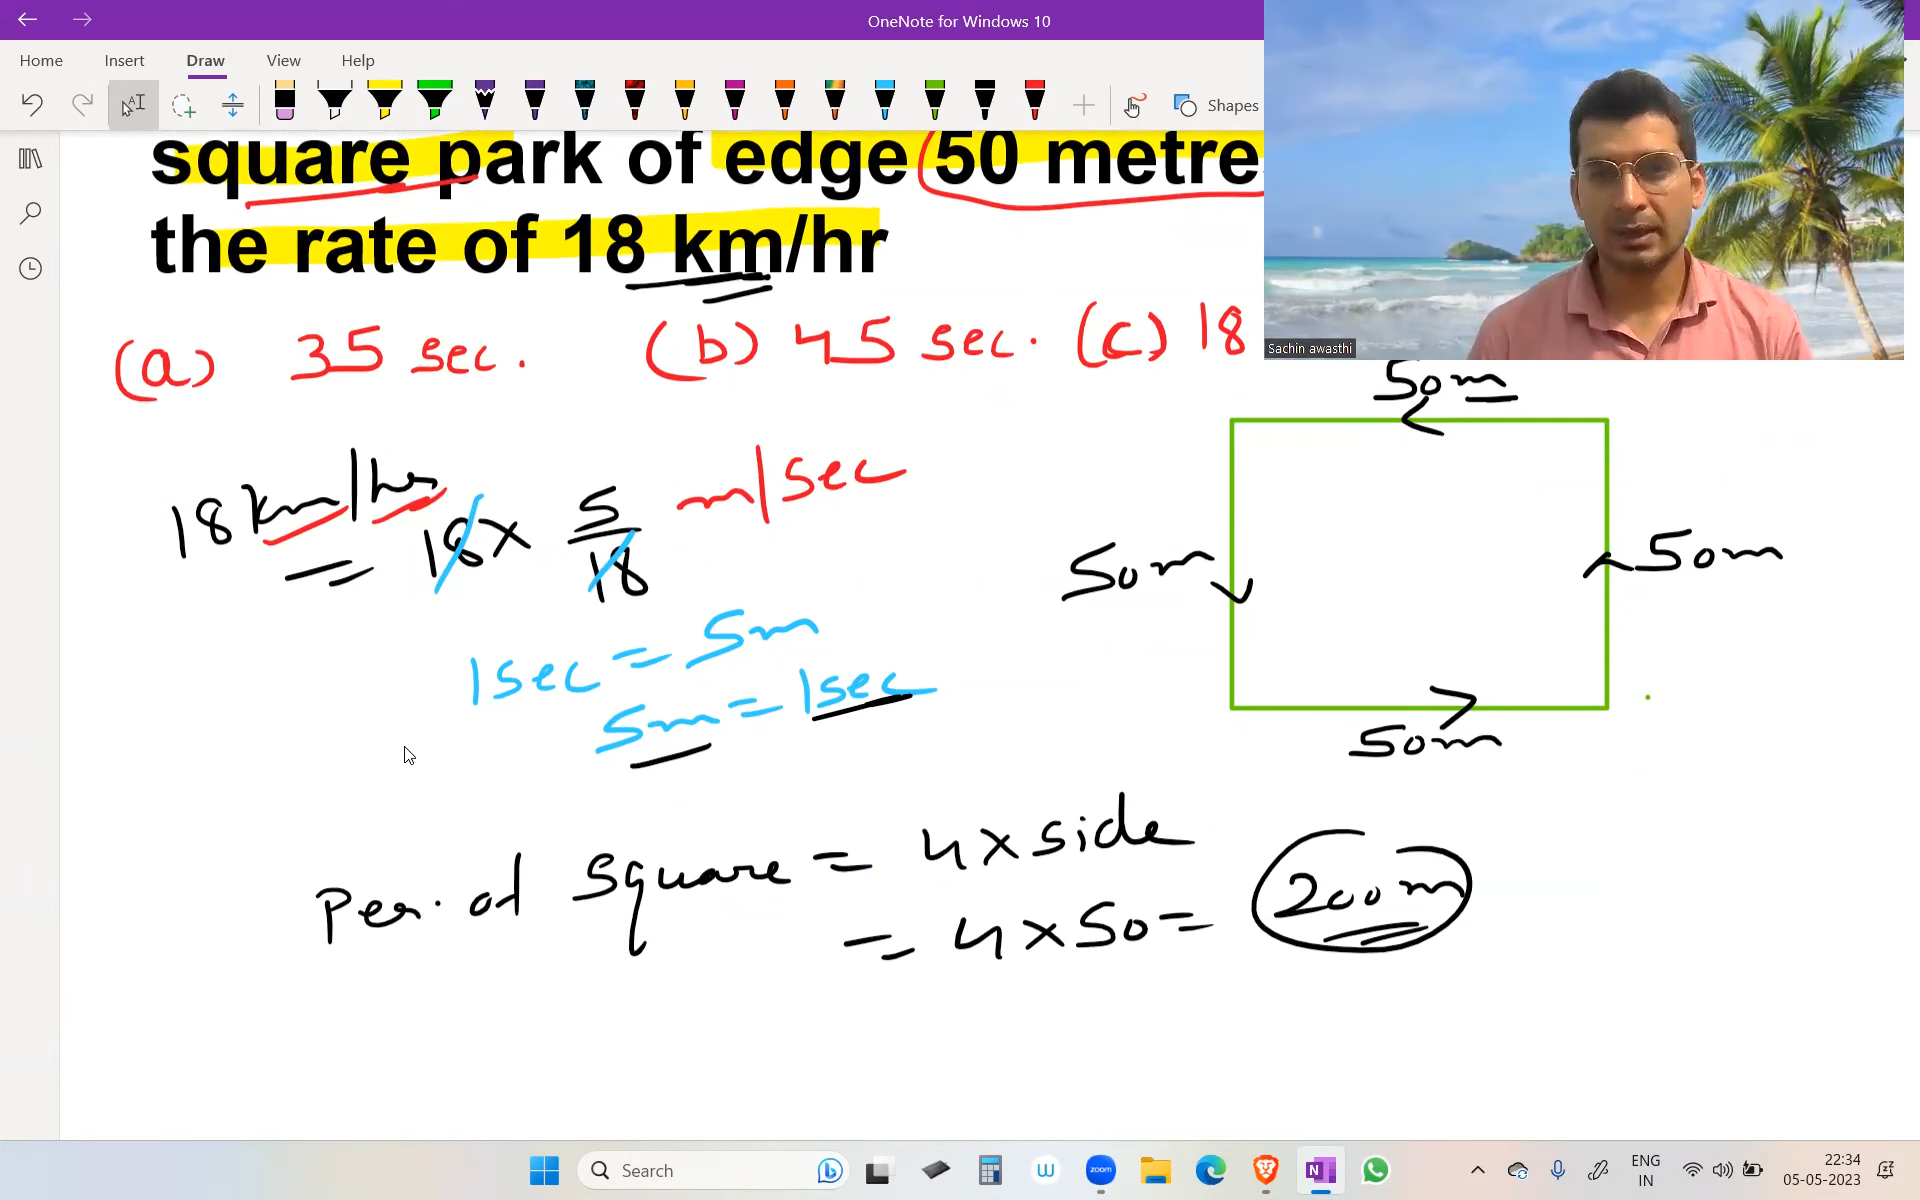 OneNote for Windows 10
Home Insert Draw View Help
Shapes
square park of edge 50 metre
the rate of 18 km/hr
(a) 35 sec. (b) 45 sec. (c) 18
Sachin awasthi
50m
18 km/hr 18 x 5/18 m/sec
50m
50m
1 sec = 5m
5m = 1sec
50m
Per. of square = 4 x side
= 4 x 50 = 200m
Search
zoom
N
ENG
IN
22:34
05-05-2023